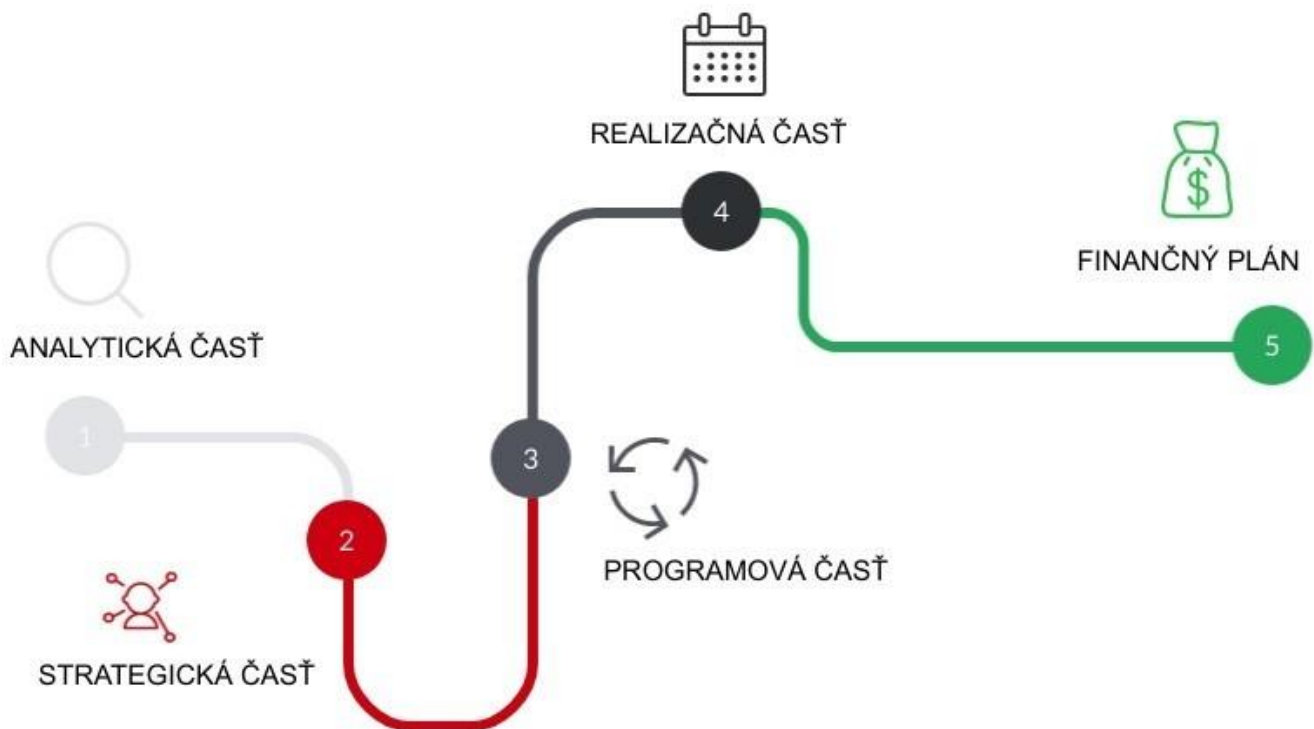 ANALYTICKÁ ČASŤ
1
2
STRATEGICKÁ ČASŤ
3
PROGRAMOVÁ ČASŤ
REALIZAČNÁ ČASŤ
4
$
FINANČNÝ PLÁN
5